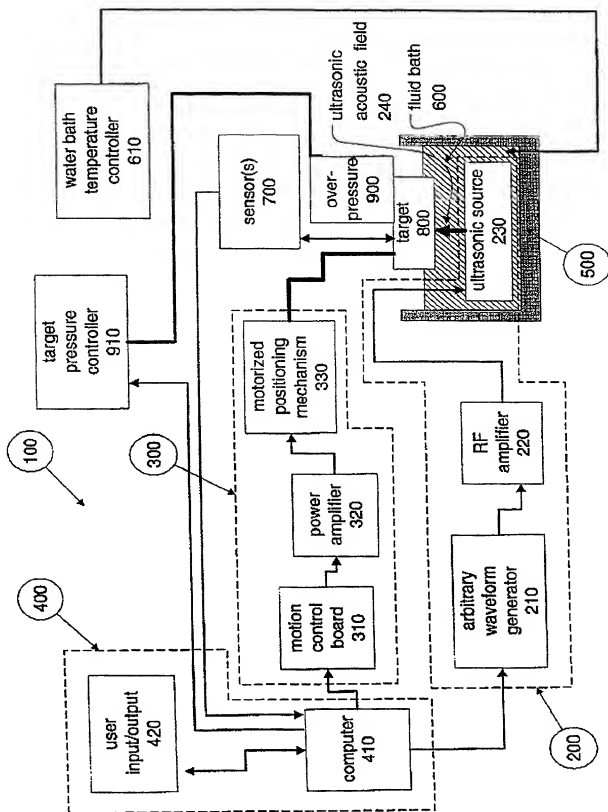 water bath
temperature
controller
610
target
pressure
controller
910
100
sensor(s)
700
over-
pressure
900
ultrasonic
acoustic field
240
fluid bath
600
target
800
ultrasonic source
230
500
motorized
positioning
mechanism
330
300
power
amplifier
320
motion
control
board
310
RF
amplifier
220
arbitrary
waveform
generator
210
200
400
user
input/output
420
computer
410